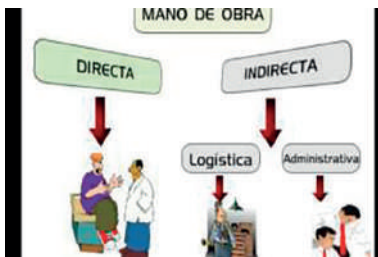 MANO DE OBRA
DIRECTA
INDIRECTA
Logística
Administrativa